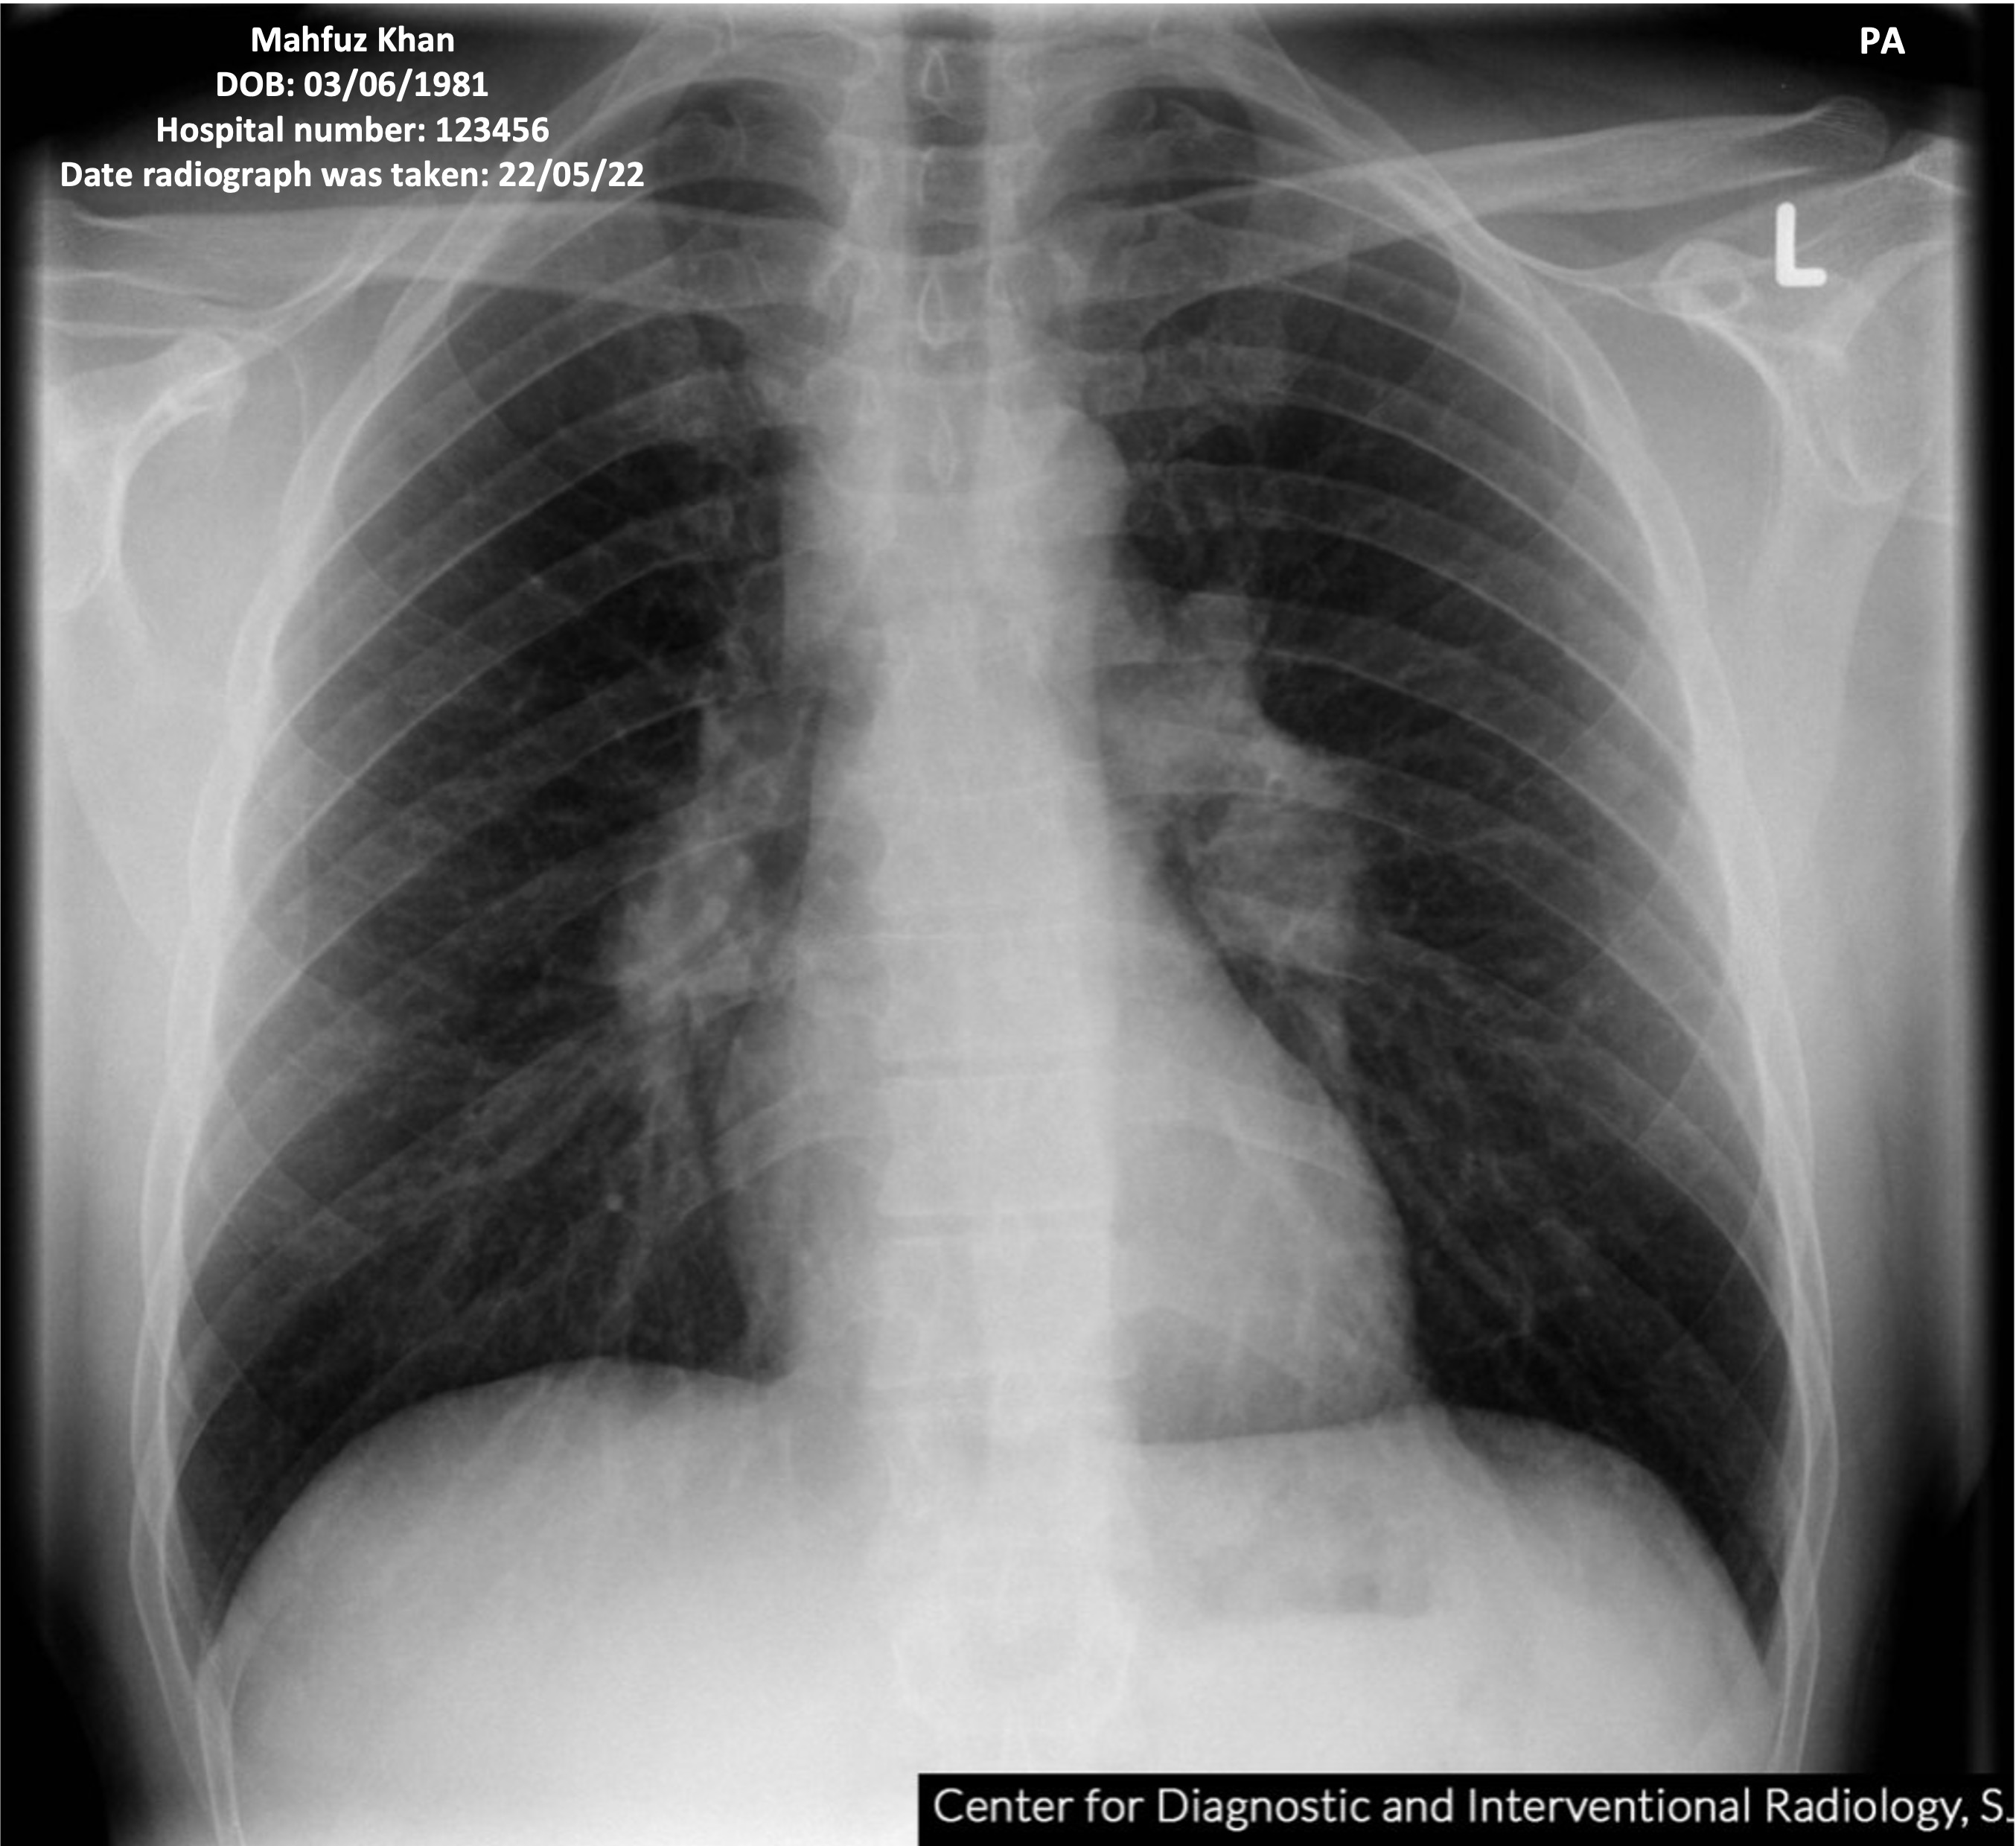 Mahfuz Khan
DOB: 03/06/1981
Hospital number: 123456
Date radiograph was taken: 22/05/22
PA
L
Center for Diagnostic and Interventional Radiology, S.